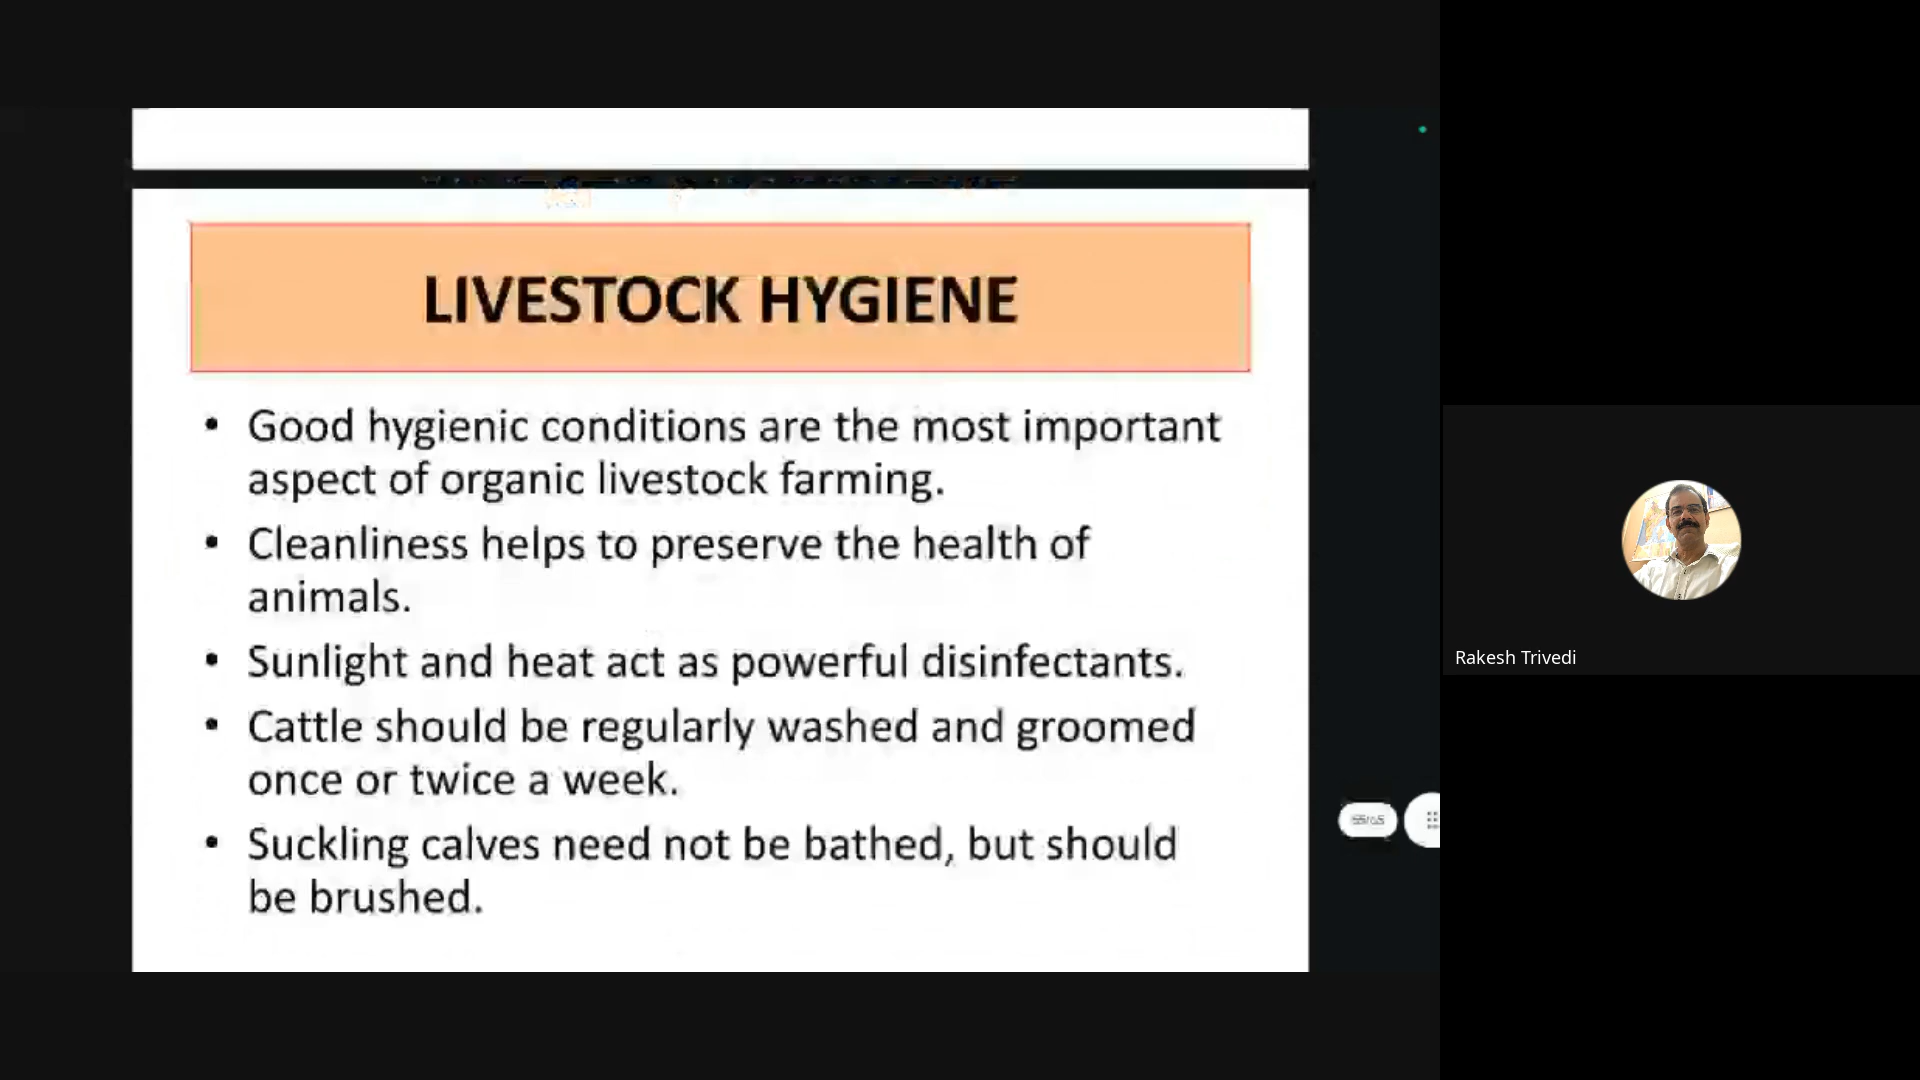 LIVESTOCK HYGIENE
• Good hygienic conditions are the most important
aspect of organic livestock farming.
• Cleanliness helps to preserve the health of
animals.
• Sunlight and heat act as powerful disinfectants.
• Cattle should be regularly washed and groomed
once or twice a week.
• Suckling calves need not be bathed, but should
be brushed.
Rakesh Trivedi